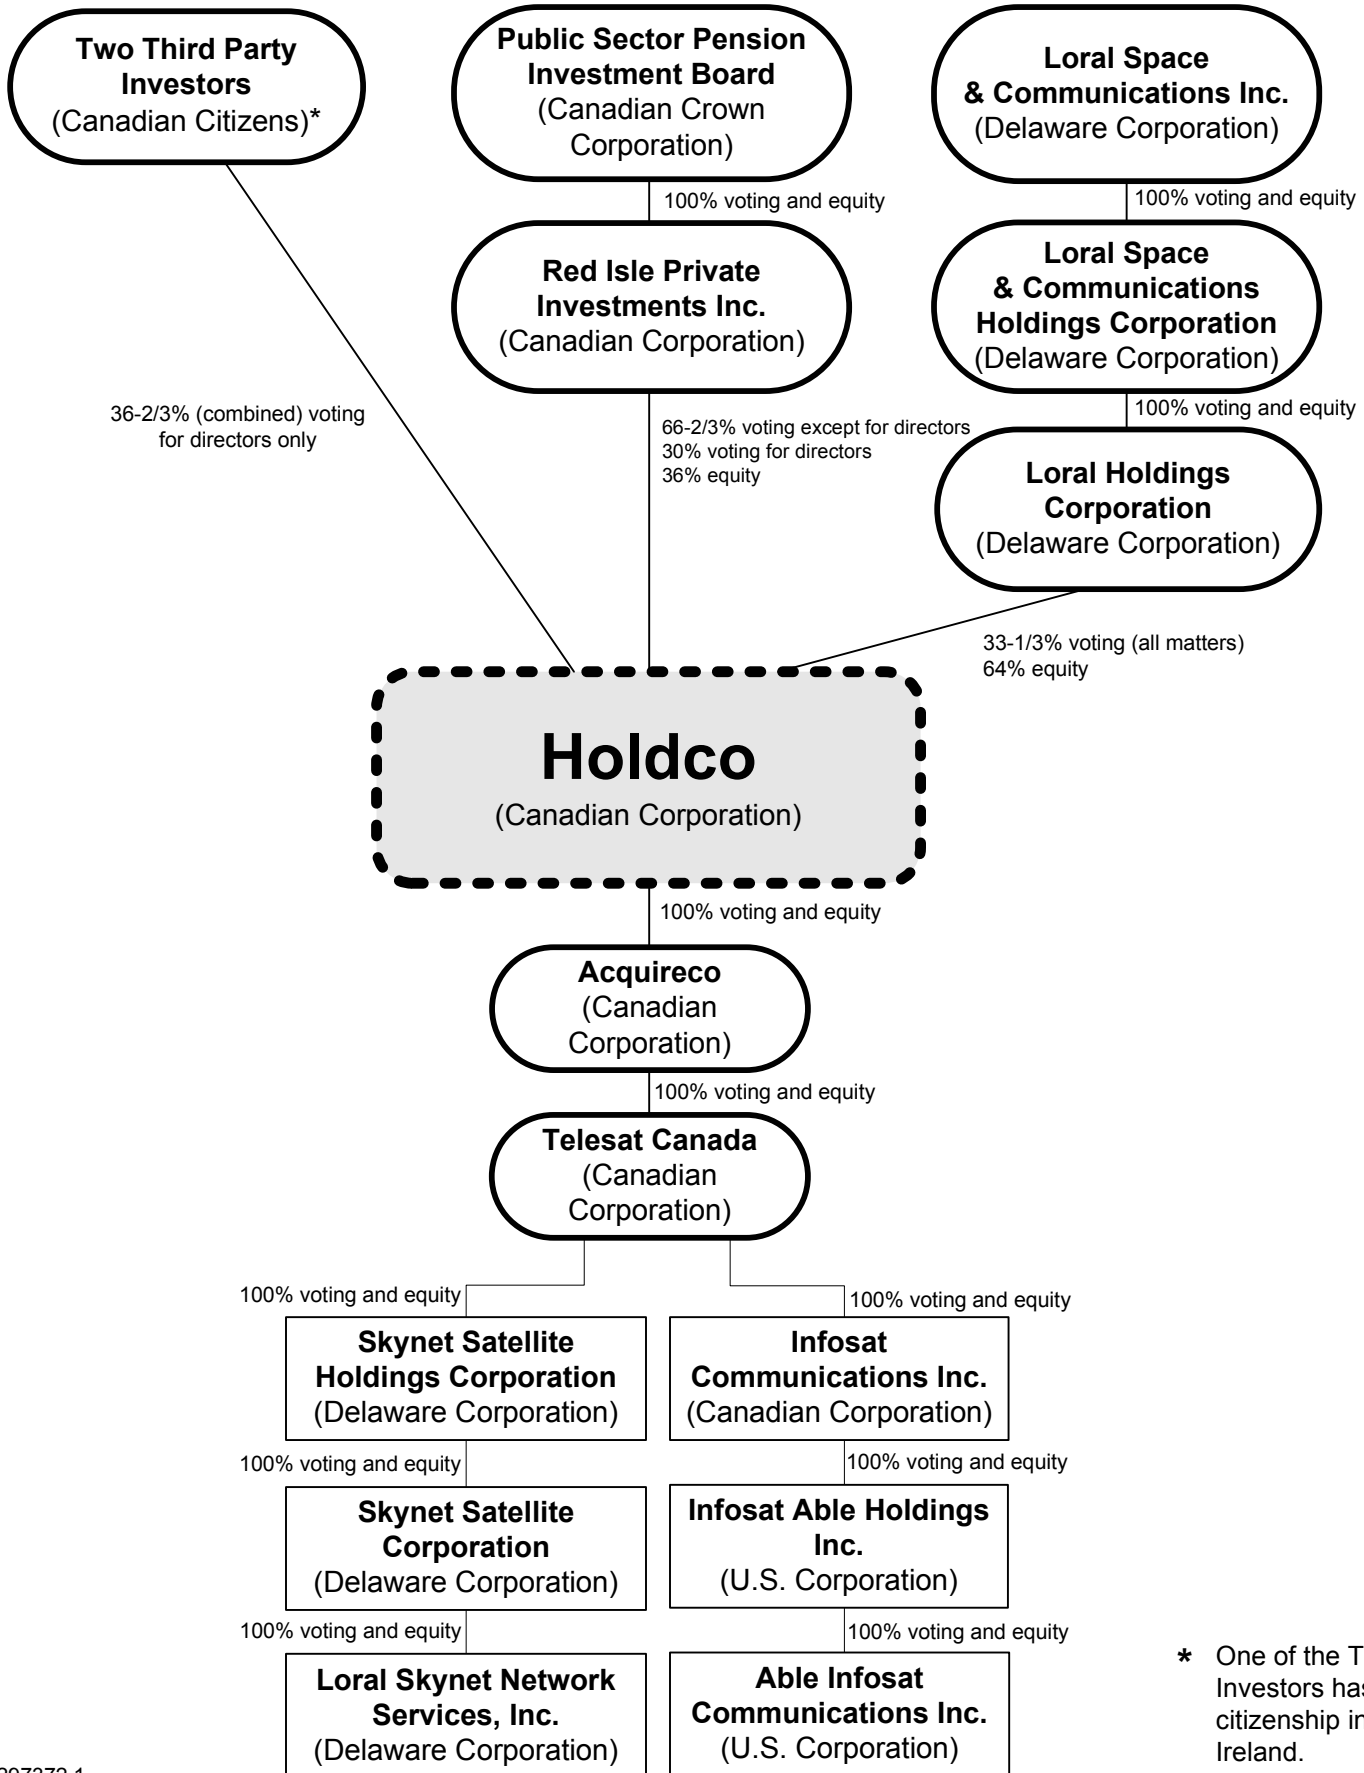 Two Third Party
Investors
(Canadian Citizens)*
Public Sector Pension
Investment Board
(Canadian Crown
Corporation)
Loral Space
& Communications Inc.
(Delaware Corporation)
100% voting and equity
100% voting and equity
Red Isle Private
Investments Inc.
(Canadian Corporation)
Loral Space
& Communications
Holdings Corporation
(Delaware Corporation)
100% voting and equity
36-2/3% (combined) voting
for directors only
66-2/3% voting except for directors
30% voting for directors
36% equity
Loral Holdings
Corporation
(Delaware Corporation)
33-1/3% voting (all matters)
64% equity
Holdco
(Canadian Corporation)
100% voting and equity
Acquireco
(Canadian
Corporation)
100% voting and equity
Telesat Canada
(Canadian
Corporation)
100% voting and equity
100% voting and equity
Skynet Satellite
Holdings Corporation
(Delaware Corporation)
Infosat
Communications Inc.
(Canadian Corporation)
100% voting and equity
100% voting and equity
Skynet Satellite
Corporation
(Delaware Corporation)
Infosat Able Holdings
Inc.
(U.S. Corporation)
100% voting and equity
100% voting and equity
Loral Skynet Network
Services, Inc.
(Delaware Corporation)
Able Infosat
Communications Inc.
(U.S. Corporation)
* One of the
Investors
citizenship
Ireland.